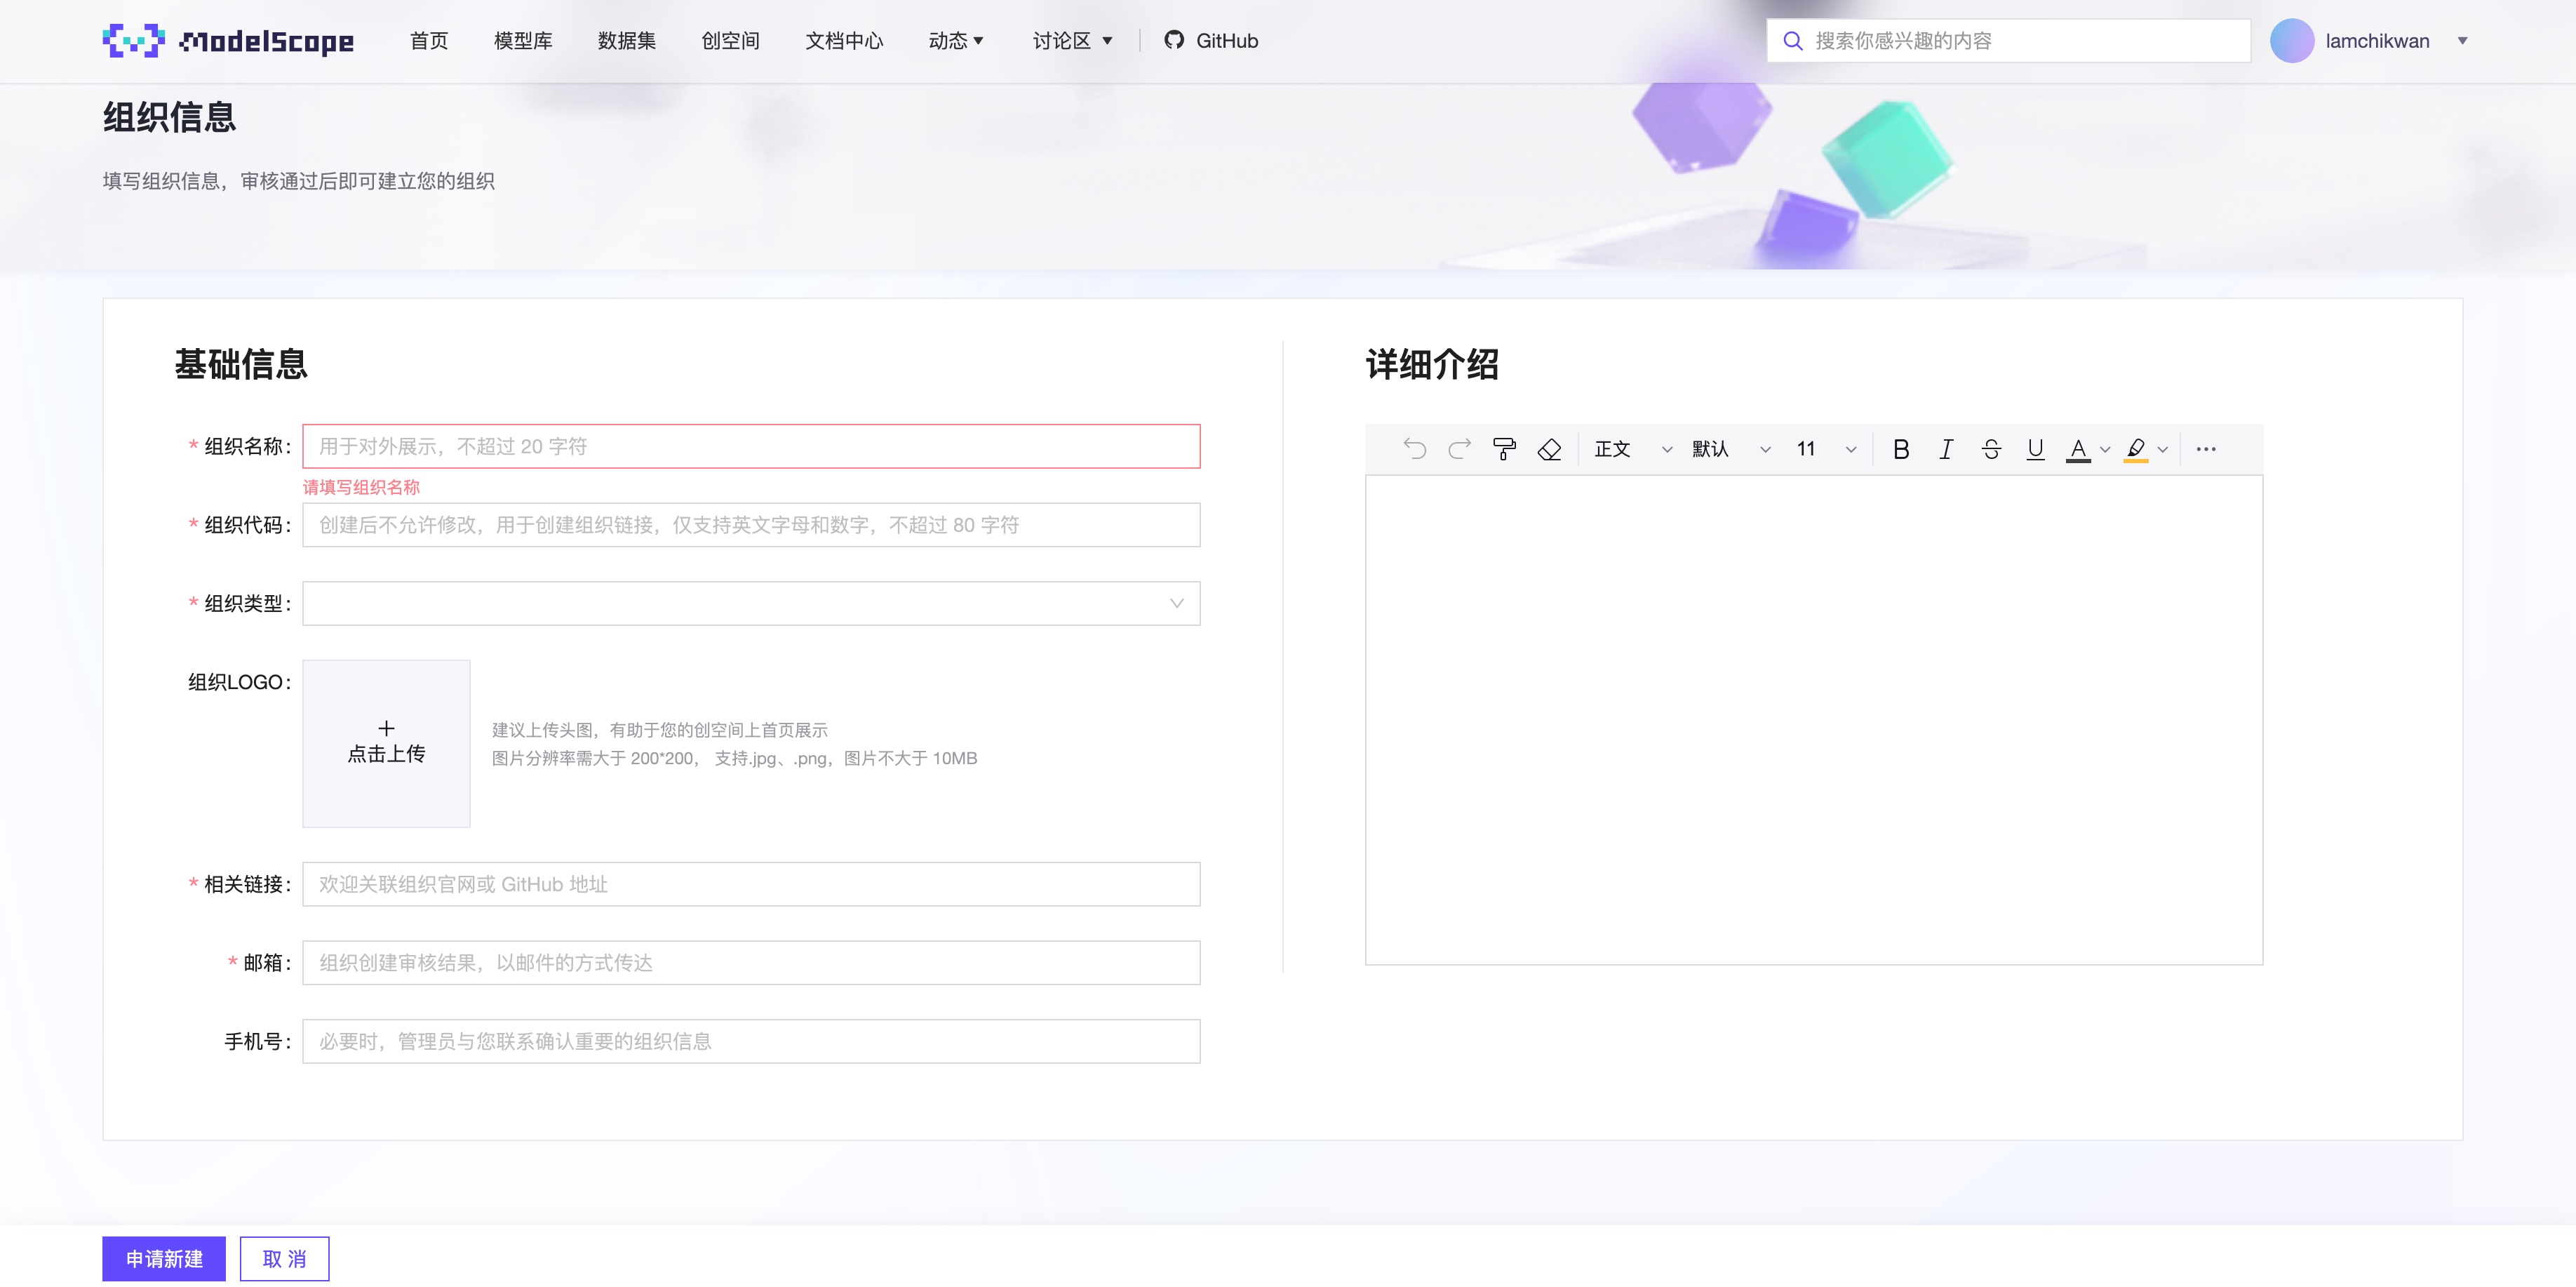 ModelScope 首页 模型库 数据集 创空间 文档中心 动态 讨论区 GitHub 搜索你感兴趣的内容 lamchikwan
组织信息
填写组织信息，审核通过后即可建立您的组织
基础信息
* 组织名称： 用于对外展示，不超过 20 字符
请填写组织名称
* 组织代码： 创建后不允许修改，用于创建组织链接，仅支持英文字母和数字，不超过 80 字符
* 组织类型：
组织LOGO：
点击上传
建议上传头图，有助于您的创空间上首页展示
图片分辨率需大于 200*200， 支持.jpg、.png，图片不大于 10MB
* 相关链接： 欢迎关联组织官网或 GitHub 地址
* 邮箱： 组织创建审核结果，以邮件的方式传达
手机号： 必要时，管理员与您联系确认重要的组织信息
详细介绍
正文 默认 11 B I S U A
申请新建 取 消